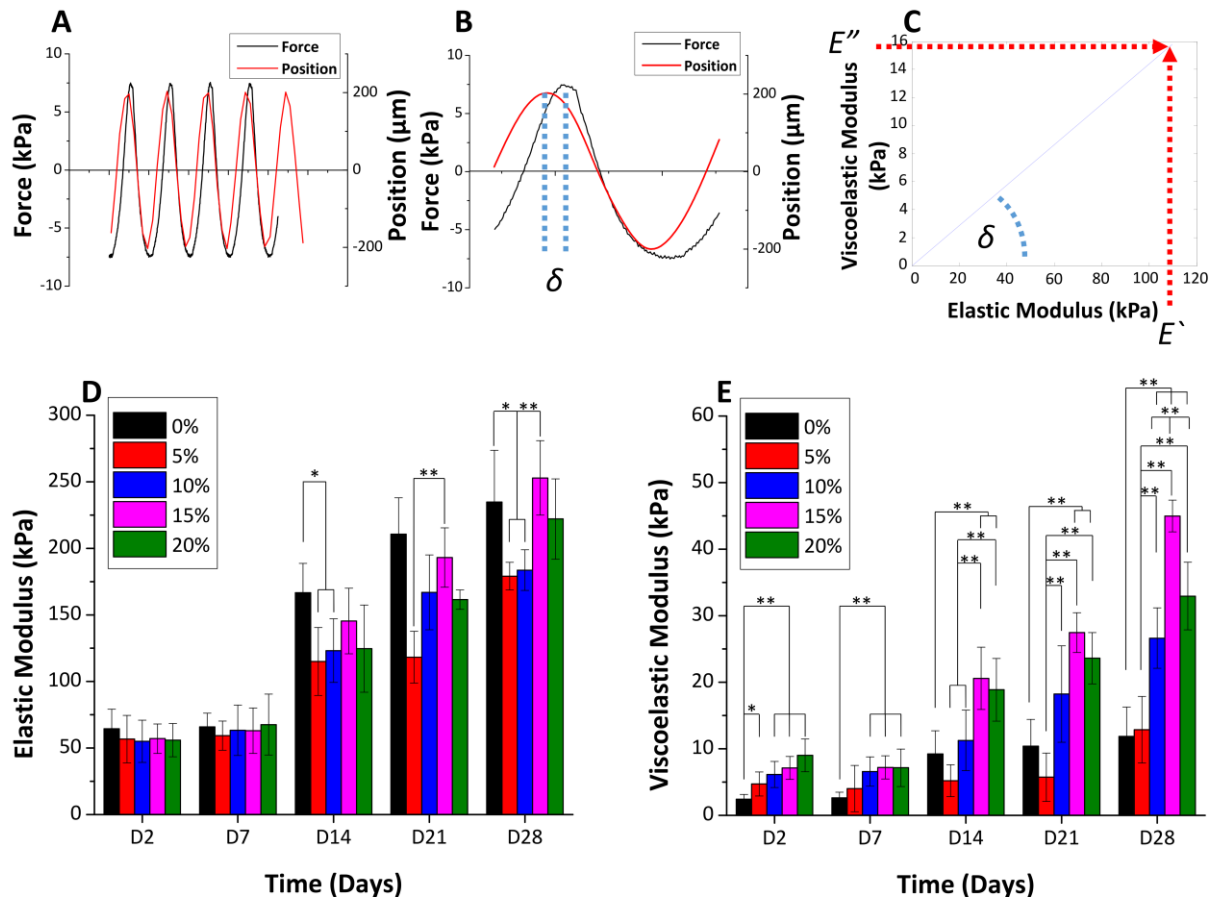 A
Force
Position
10
5
0
-5
-10
200
0
-200
Force (kPa)
Position (μm)
B
Force
Position
10
5
0
-5
-10
200
0
-200
Force (kPa)
Position (μm)
δ
C
E”
16
14
12
10
8
6
4
2
0
0 20 40 60 80 100 120
Viscoelastic Modulus
(kPa)
Elastic Modulus (kPa)
δ
E`
D
0%
5%
10%
15%
20%
300
250
200
150
100
50
0
Elastic Modulus (kPa)
*
**
* **
D2 D7 D14 D21 D28
Time (Days)
E
0%
5%
10%
15%
20%
60
50
40
30
20
10
0
Viscoelastic Modulus (kPa)
**
*
**
**
**
**
**
**
**
**
**
**
**
**
D2 D7 D14 D21 D28
Time (Days)